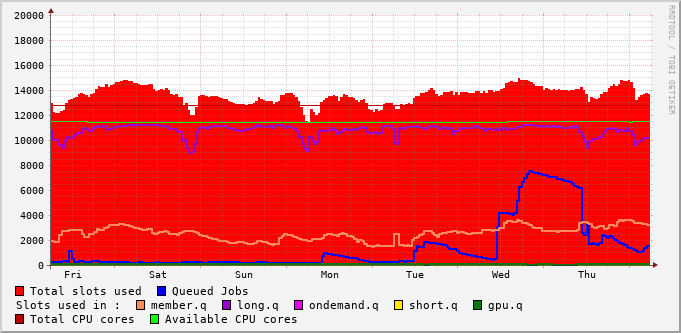 20000
18000
16000
14000
12000
10000
8000
6000
4000
2000
0
Fri Sat Sun Mon Tue Wed Thu
Total slots used Queued Jobs
Slots used in : member.q long.q ondemand.q short.q gpu.q
Total CPU cores Available CPU cores
RRDTOOL / TOBI OETIKER